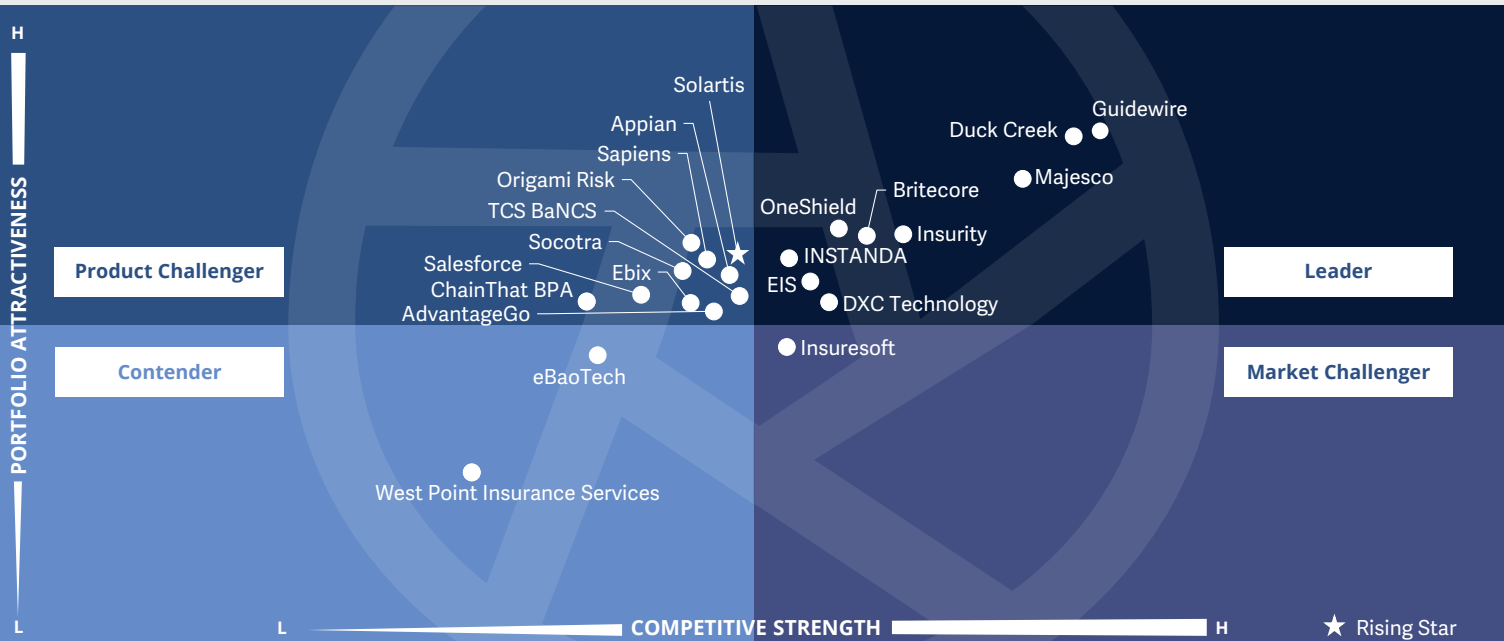 H
Solartis
Guidewire
Appian
Duck Creek
Sapiens
Origami Risk
Majesco
Britecore
TCS BaNCS
OneShield
Socotra
Insurity
INSTANDA
Salesforce
Ebix
Product Challenger
Leader
EIS
ChainThat BPA
DXC Technology
AdvantageGo
PORTFOLIO ATTRACTIVENESS
Insuresoft
Contender
Market Challenger
eBaoTech
West Point Insurance Services
L
L
COMPETITIVE STRENGTH
H
Rising Star